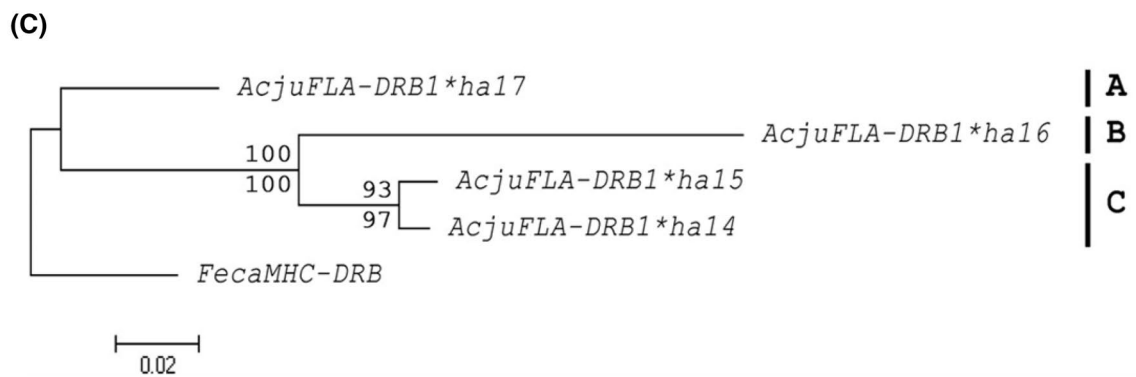 (C)
AcjuFLA-DRB1*ha17 A
AcjuFLA-DRB1*ha16 B
100
100
AcjuFLA-DRB1*ha15
93
C
97
AcjuFLA-DRB1*ha14
FecaMHC-DRB
0.02